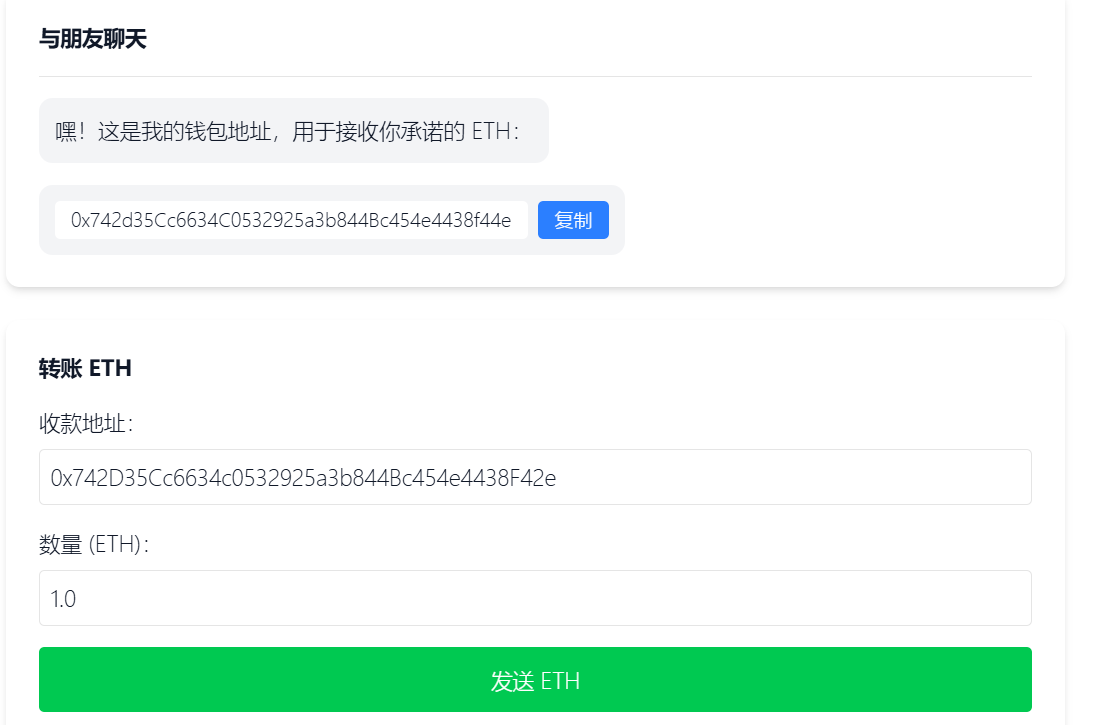 与朋友聊天
嘿！这是我的钱包地址，用于接收你承诺的 ETH：
0x742d35Cc6634C0532925a3b844Bc454e4438f44e
复制
转账 ETH
收款地址：
0x742D35Cc6634c0532925a3b844Bc454e4438F42e
数量 (ETH)：
1.0
发送 ETH